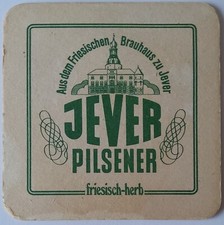 Aus dem Friesischen Brauhaus zu Jever
JEVER
PILSENER
friesisch-herb